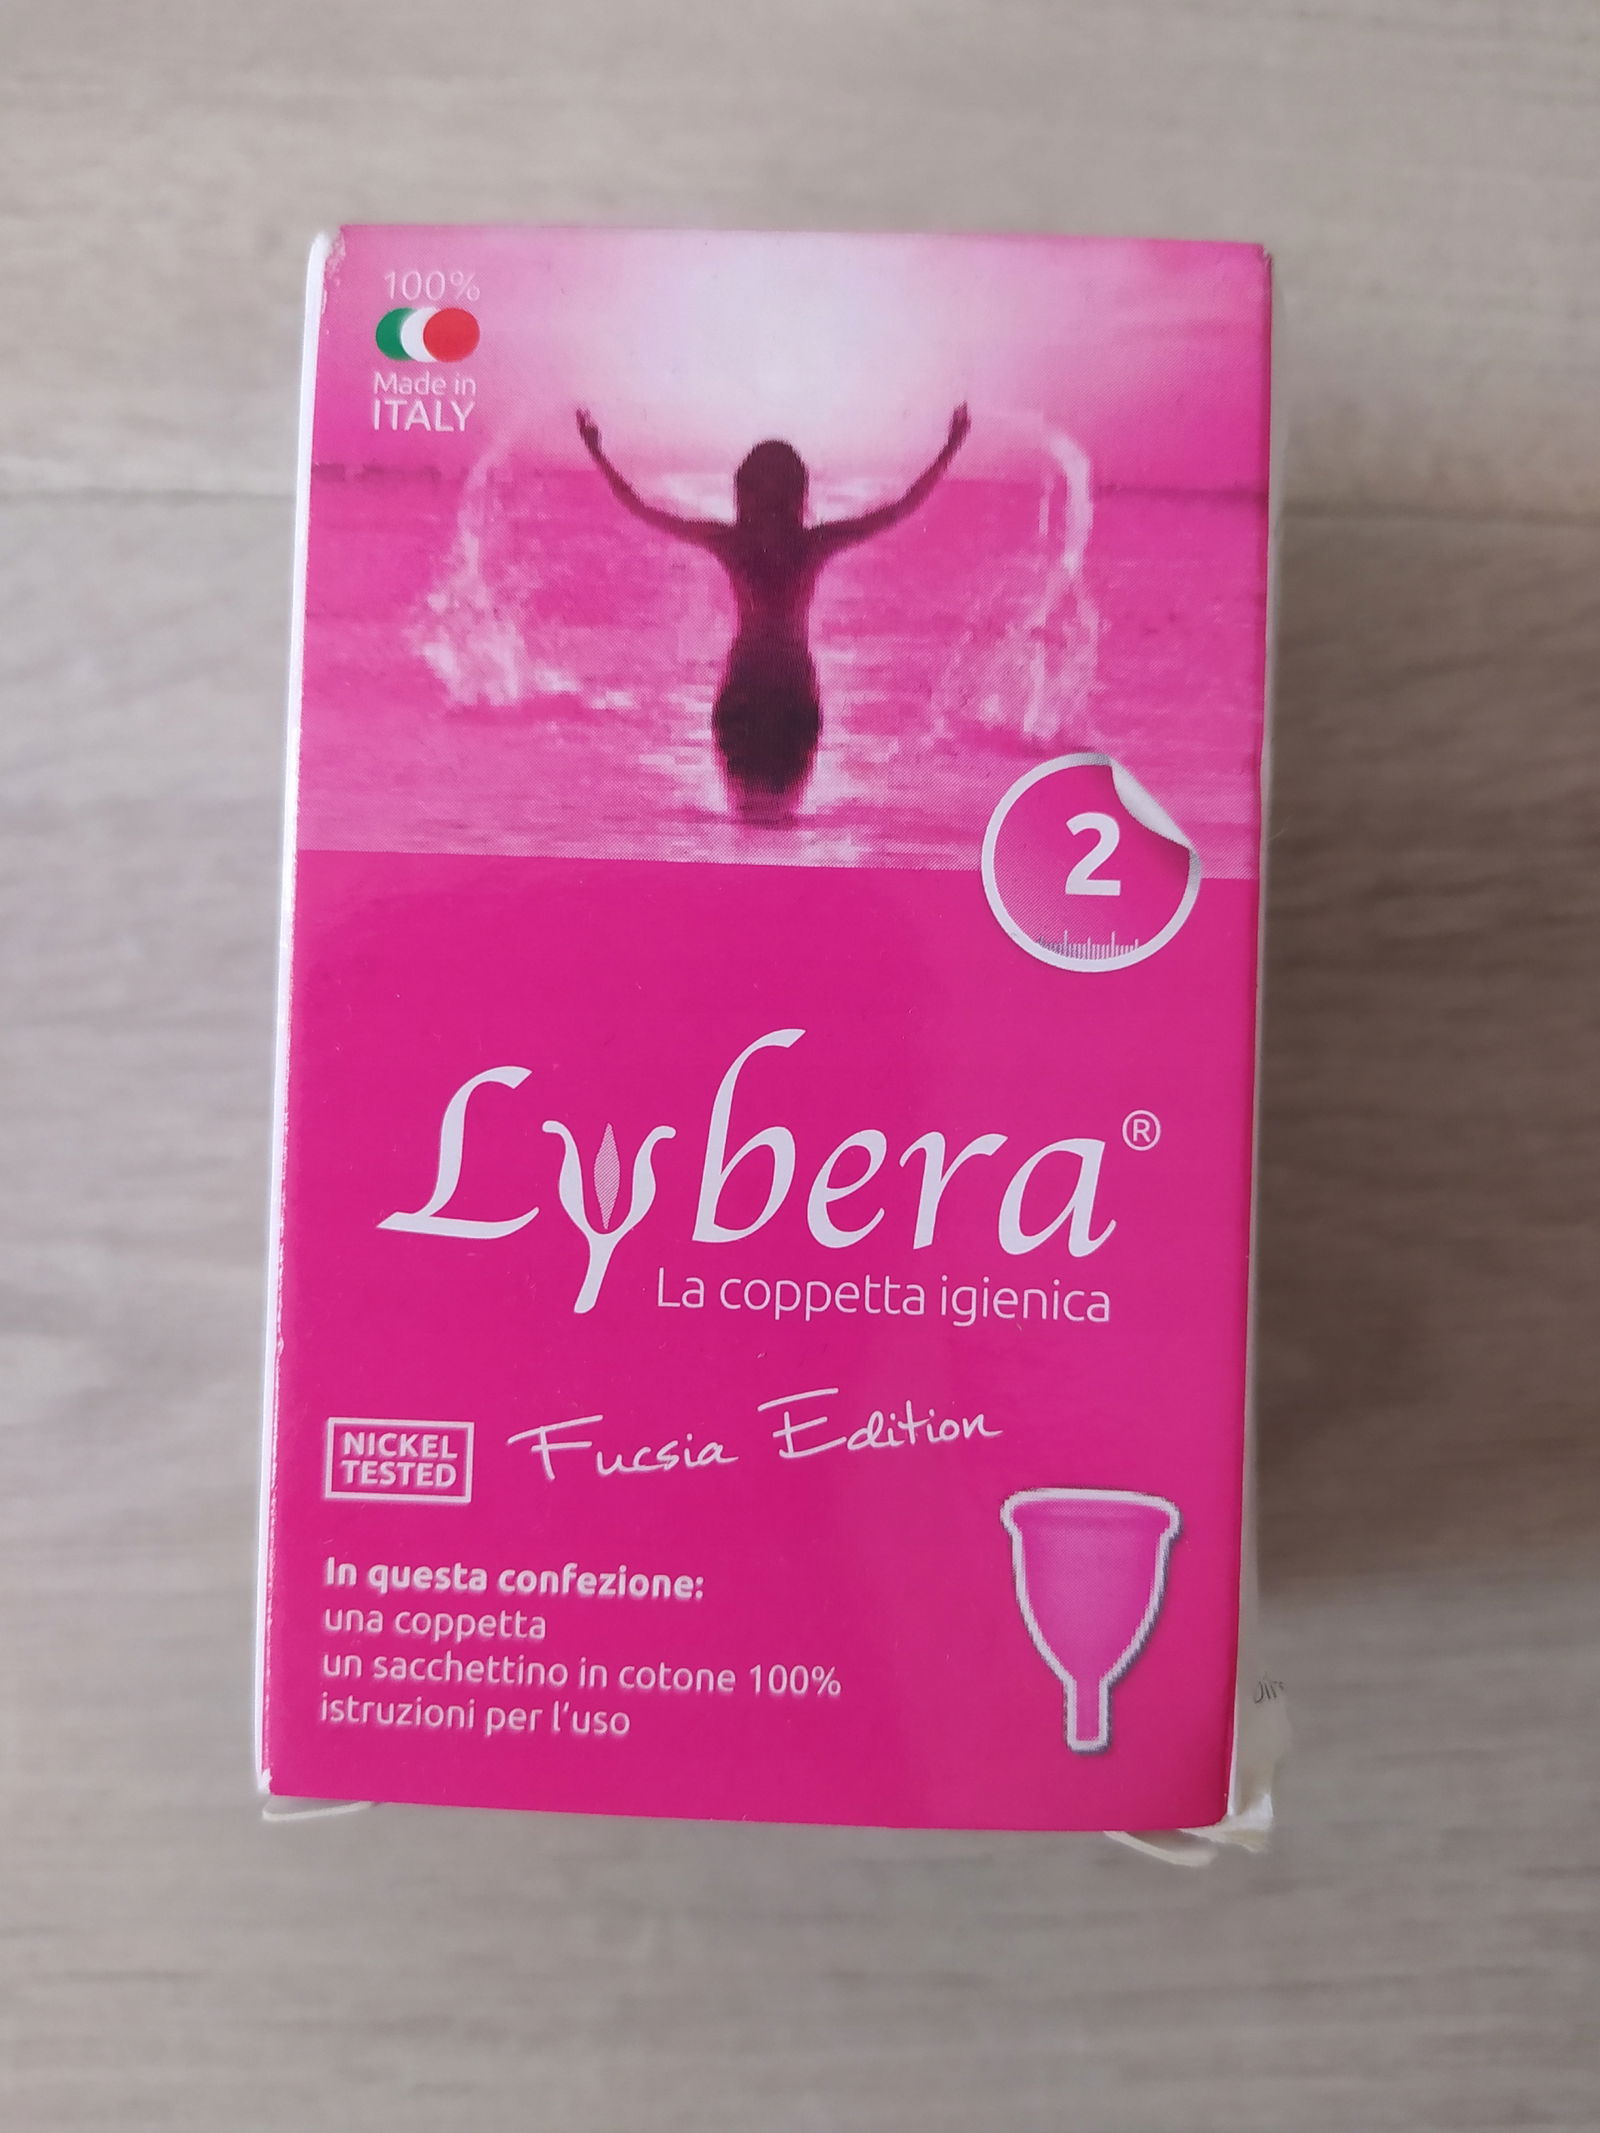 100%
Made in
ITALY
2
Lybera®
La coppetta igienica
NICKEL
TESTED
Fucsia Edition
In questa confezione:
una coppetta
un sacchettino in cotone 100%
istruzioni per l'uso